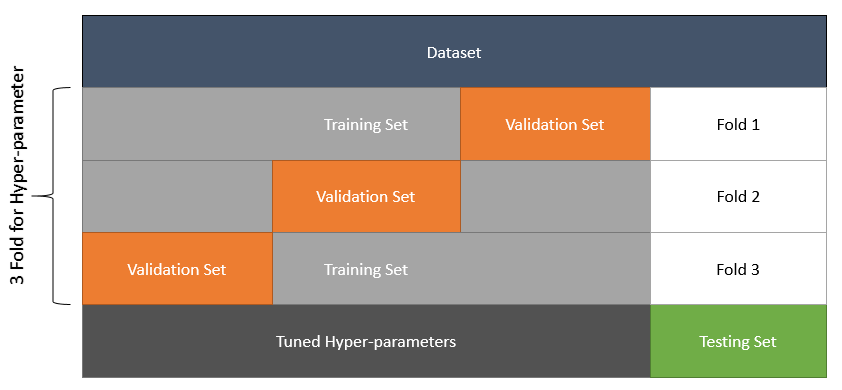 Dataset
3 Fold for Hyper-parameter
Training Set
Validation Set
Fold 1
Validation Set
Fold 2
Validation Set
Training Set
Fold 3
Tuned Hyper-parameters
Testing Set